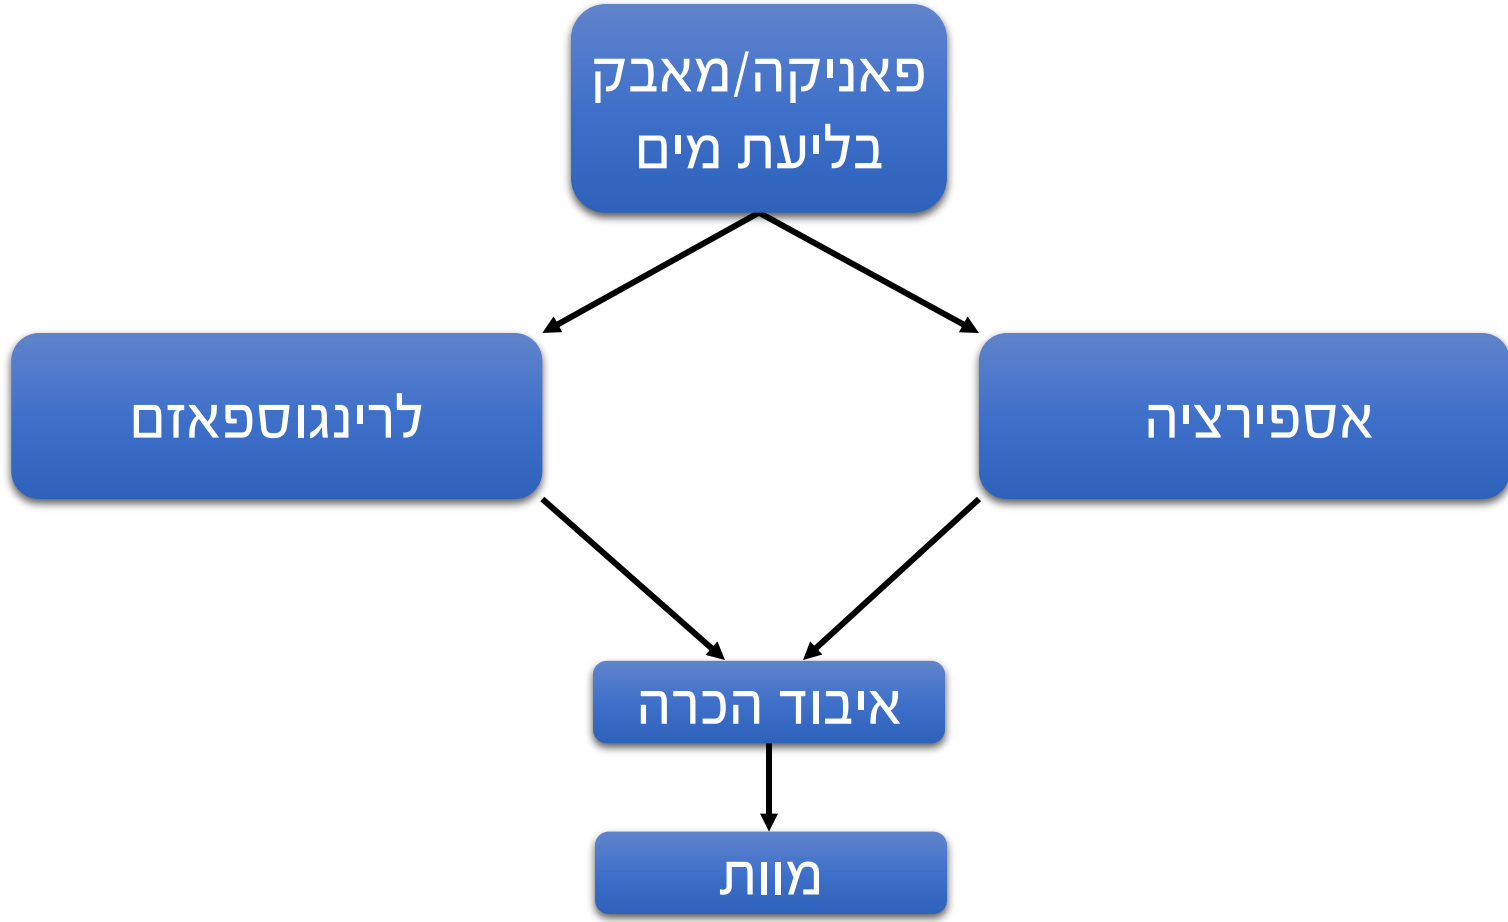 פאניקה/מאבק
בליעת מים
אספירציה
לרינגוספאזם
איבוד הכרה
מוות